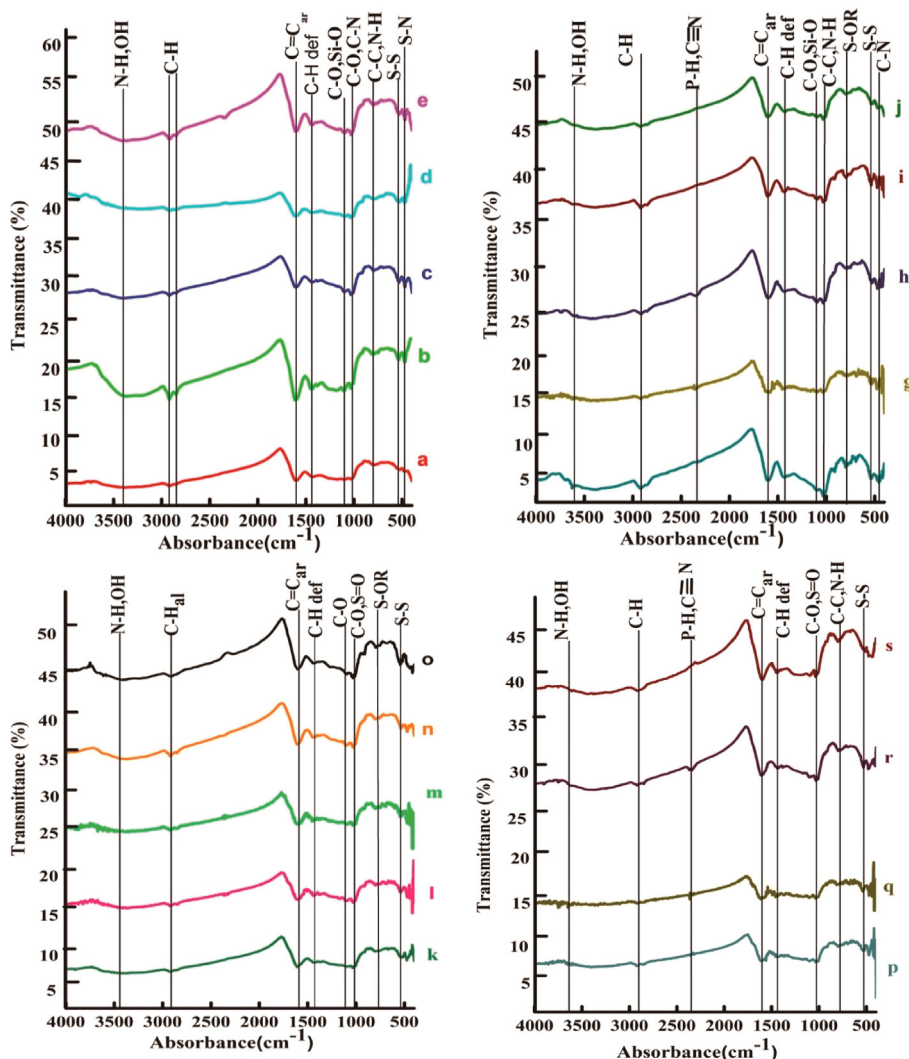 N-H,OH
C-H
C=C ar
C-H def
C-O,Si-O
C-O,C-N
C-C,N-H
S-S
S-N
60
55
50
45
40
35
30
25
20
15
10
5
Transmittance (%)
e
d
c
b
a
4000 3500 3000 2500 2000 1500 1000 500
Absorbance(cm-1)
N-H,OH
C-H
P-H,C≡N
C=Car
C-H def
C-O,Si-O
C-C,N-H
S-OR
S-S
C-N
50
45
40
35
30
25
20
15
10
5
Transmittance (%)
j
i
h
g
4000 3500 3000 2500 2000 1500 1000 500
Absorbance(cm-1)
N-H,OH
C-Hal
C=Car
C-H def
C-O
C-O,S=O
S-OR
S-S
50
45
40
35
30
25
20
15
10
5
Transmittance (%)
o
n
m
l
k
4000 3500 3000 2500 2000 1500 1000 500
Absorbance(cm-1)
N-H,OH
C-H
P-H,C≡N
C=Car
C-H def
C-O,S=O
C-C,N-H
S-S
45
40
35
30
20
15
10
5
Transmittance (%)
s
r
q
p
4000 3500 3000 2500 2000 1500 1000 500
Absorbance(cm-1)